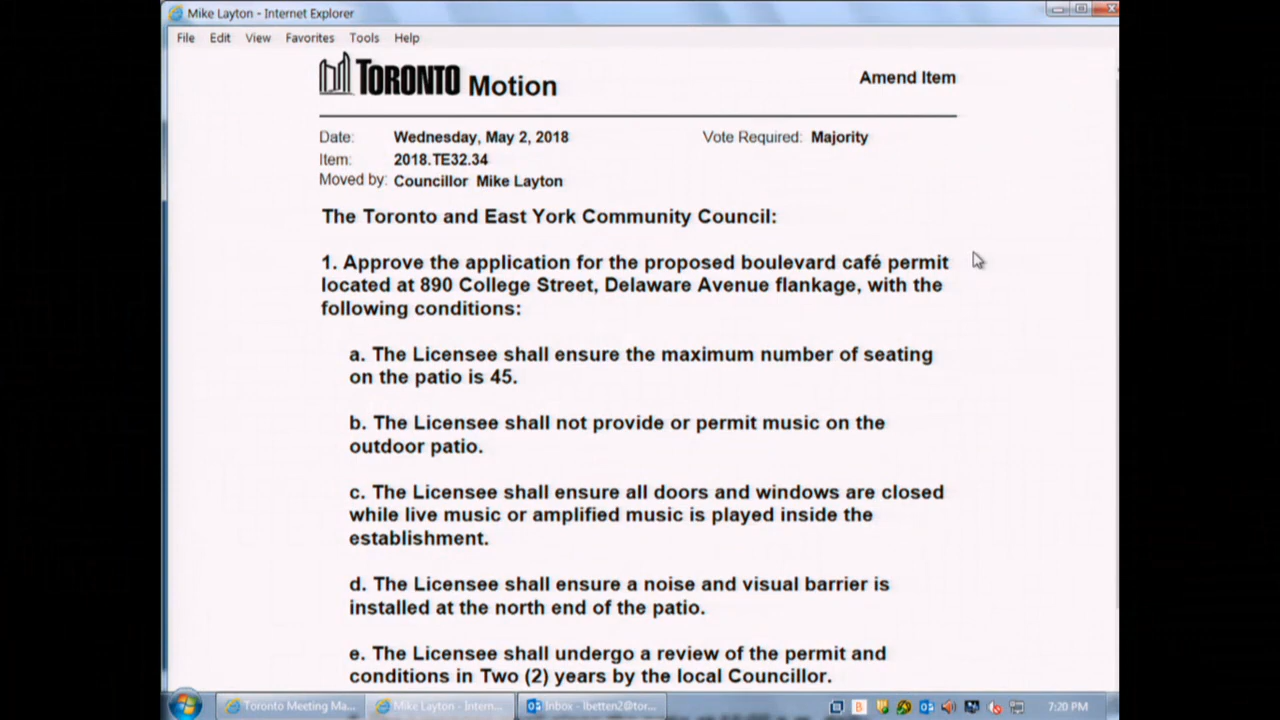 Mike Layton - Internet Explorer
File Edit View Favorites Tools Help
TORONTO Motion
Amend Item
Date: Wednesday, May 2, 2018
Vote Required: Majority
Item: 2018.TE32.34
Moved by: Councillor Mike Layton
The Toronto and East York Community Council:
1. Approve the application for the proposed boulevard café permit
located at 890 College Street, Delaware Avenue flankage, with the
following conditions:
a. The Licensee shall ensure the maximum number of seating
on the patio is 45.
b. The Licensee shall not provide or permit music on the
outdoor patio.
c. The Licensee shall ensure all doors and windows are closed
while live music or amplified music is played inside the
establishment.
d. The Licensee shall ensure a noise and visual barrier is
installed at the north end of the patio.
e. The Licensee shall undergo a review of the permit and
conditions in Two (2) years by the local Councillor.
Toronto Meeting Ma... Mike Layton - Intern... Inbox - lbetten2@tor... 7:20 PM